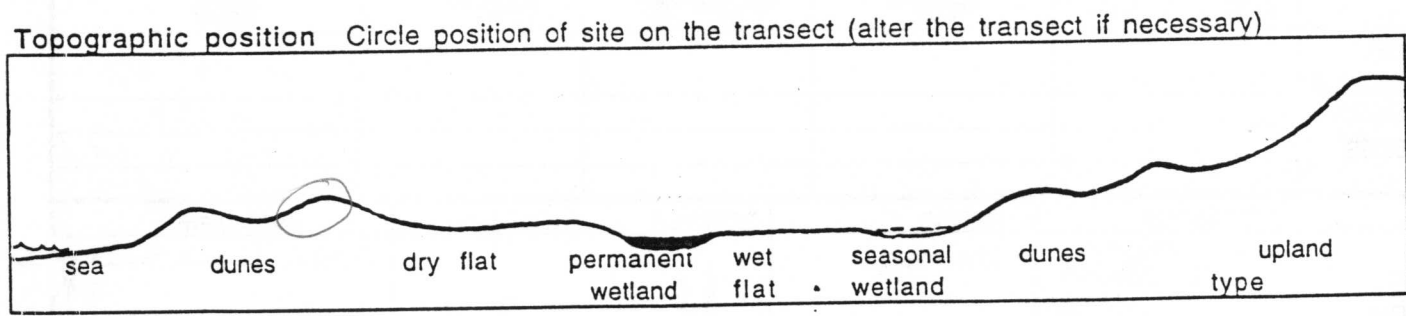 Topographic position Circle position of site on the transect (alter the transect if necessary)
sea dunes dry flat permanent wet seasonal dunes upland
wetland flat wetland type